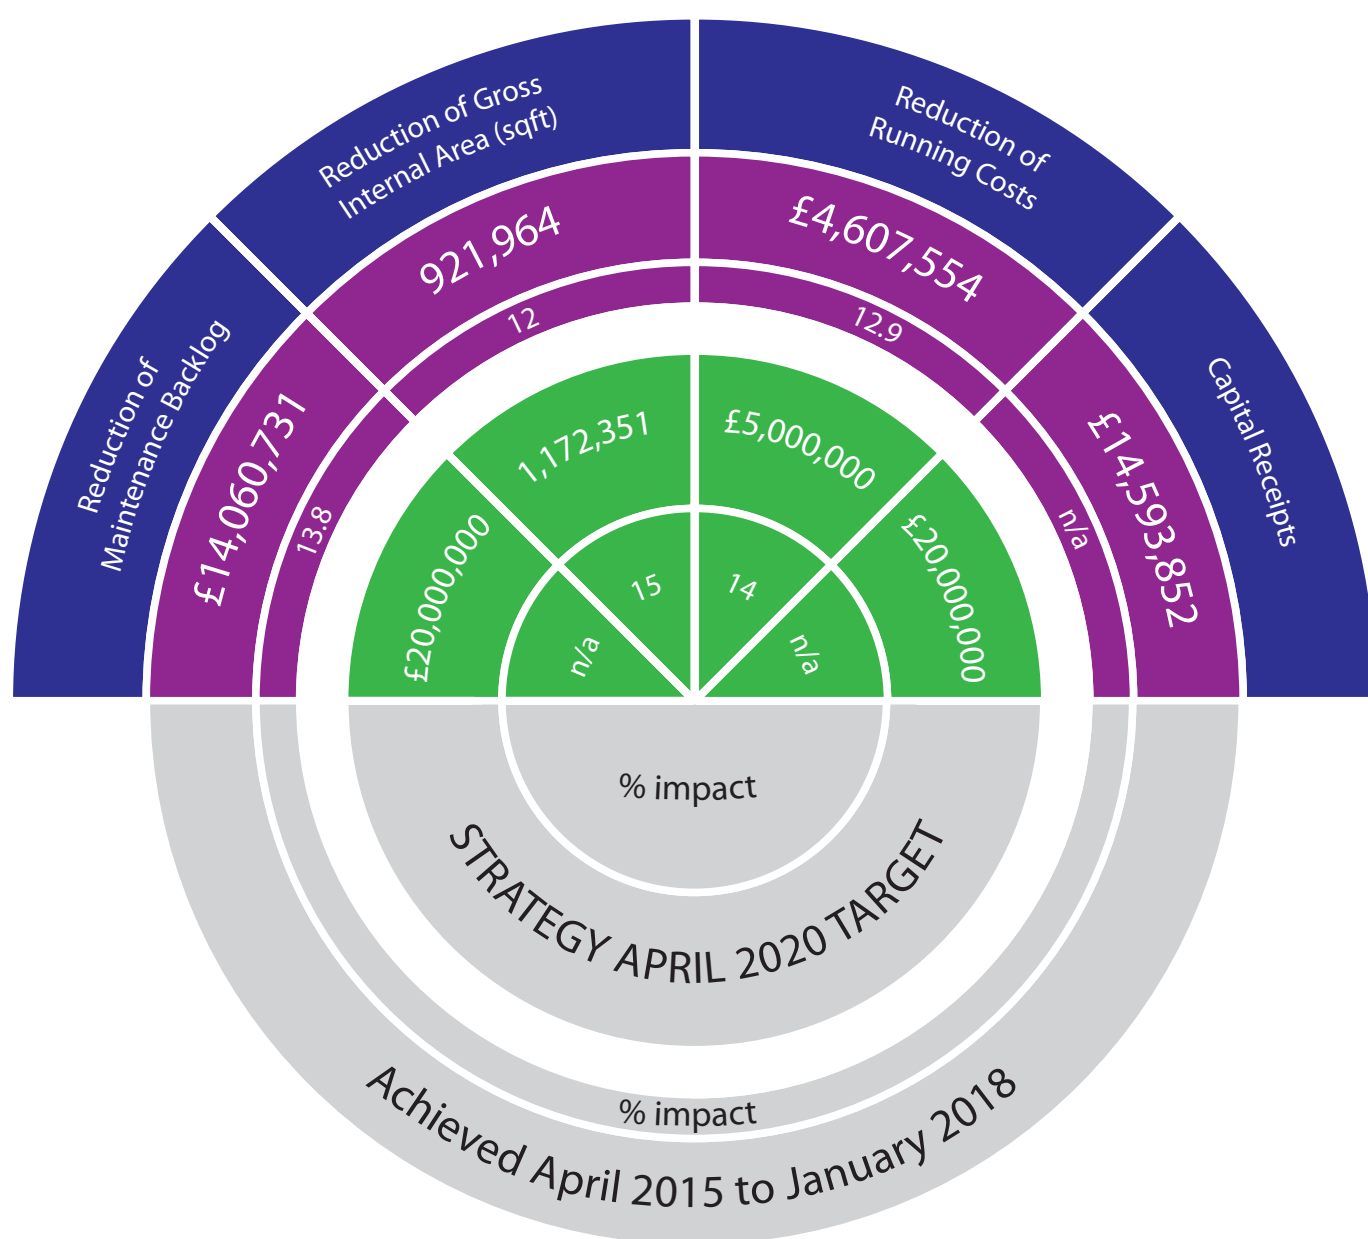 Reduction of
Maintenance Backlog
Reduction of Gross
Internal Area (sqft)
Reduction of
Running Costs
Capital Receipts
£14,060,731
921,964
£4,607,554
£14,593,852
13.8
12
12.9
n/a
£20,000,000
1,172,351
£5,000,000
£20,000,000
n/a
15
14
n/a
% impact
STRATEGY APRIL 2020 TARGET
% impact
Achieved April 2015 to January 2018